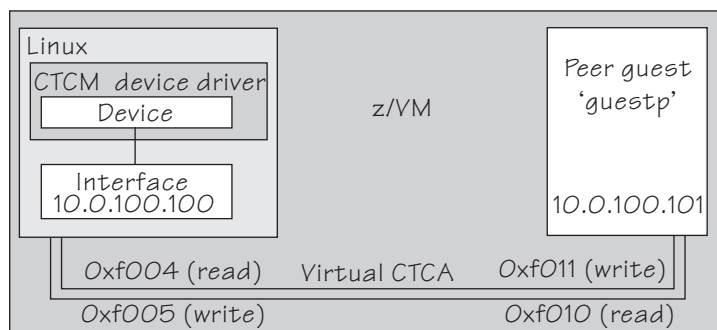 Linux
CTCM device driver
Device
Interface
10.0.100.100
z/VM
Peer guest
‘guestp’
10.0.100.101
0xf004 (read)
Virtual CTCA
0xf011 (write)
0xf005 (write)
0xf010 (read)